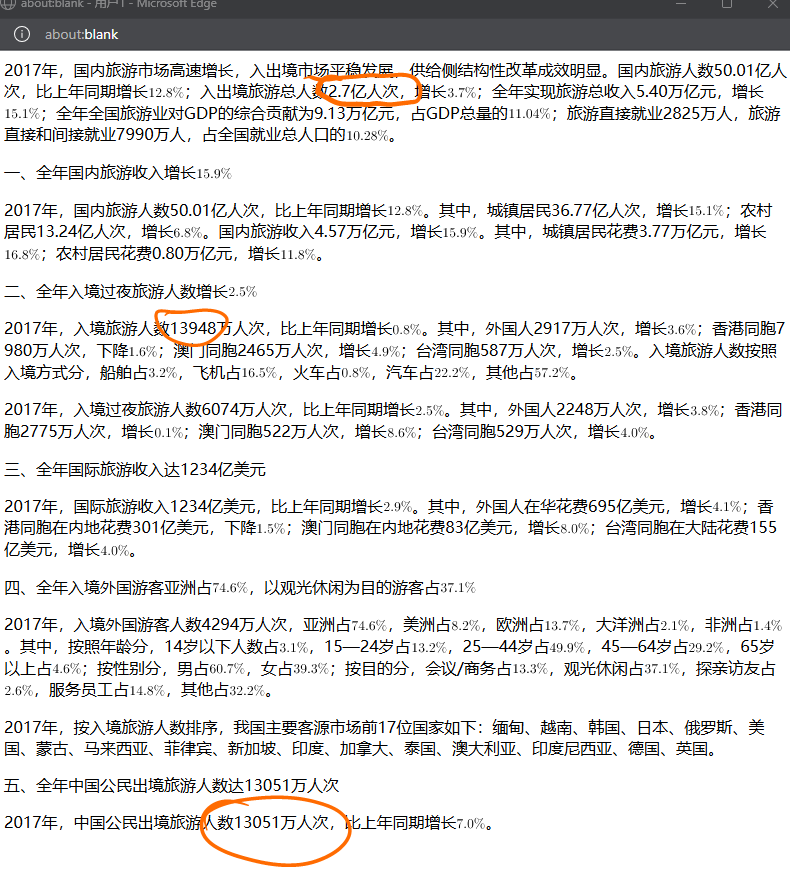 about:blank - 用户1 - Microsoft Edge
about:blank
2017年，国内旅游市场高速增长，入出境市场平稳发展，供给侧结构性改革成效明显。国内旅游人数50.01亿人
次，比上年同期增长12.8%；入出境旅游总人数2.7亿人次，增长3.7%；全年实现旅游总收入5.40万亿元，增长
15.1%；全年全国旅游业对GDP的综合贡献为9.13万亿元，占GDP总量的11.04%；旅游直接就业2825万人，旅游
直接和间接就业7990万人，占全国就业总人口的10.28%。
一、全年国内旅游收入增长15.9%
2017年，国内旅游人数50.01亿人次，比上年同期增长12.8%。其中，城镇居民36.77亿人次，增长15.1%；农村
居民13.24亿人次，增长6.8%。国内旅游收入4.57万亿元，增长15.9%。其中，城镇居民花费3.77万亿元，增长
16.8%；农村居民花费0.80万亿元，增长11.8%。
二、全年入境过夜旅游人数增长2.5%
2017年，入境旅游人数13948万人次，比上年同期增长0.8%。其中，外国人2917万人次，增长3.6%；香港同胞7
980万人次，下降1.6%；澳门同胞2465万人次，增长4.9%；台湾同胞587万人次，增长2.5%。入境旅游人数按照
入境方式分，船舶占3.2%，飞机占16.5%，火车占0.8%，汽车占22.2%，其他占57.2%。
2017年，入境过夜旅游人数6074万人次，比上年同期增长2.5%。其中，外国人2248万人次，增长3.8%；香港同
胞2775万人次，增长0.1%；澳门同胞522万人次，增长8.6%；台湾同胞529万人次，增长4.0%。
三、全年国际旅游收入达1234亿美元
2017年，国际旅游收入1234亿美元，比上年同期增长2.9%。其中，外国人在华花费695亿美元，增长4.1%；香
港同胞在内地花费301亿美元，下降1.5%；澳门同胞在内地花费83亿美元，增长8.0%；台湾同胞在大陆花费155
亿美元，增长4.0%。
四、全年入境外国游客亚洲占74.6%，以观光休闲为目的游客占37.1%
2017年，入境外国游客人数4294万人次，亚洲占74.6%，美洲占8.2%，欧洲占13.7%，大洋洲占2.1%，非洲占1.4%
。其中，按照年龄分，14岁以下人数占3.1%，15—24岁占13.2%，25—44岁占49.9%，45—64岁占29.2%，65岁
以上占4.6%；按性别分，男占60.7%，女占39.3%；按目的分，会议/商务占13.3%，观光休闲占37.1%，探亲访友占
2.6%，服务员工占14.8%，其他占32.2%。
2017年，按入境旅游人数排序，我国主要客源市场前17位国家如下：缅甸、越南、韩国、日本、俄罗斯、美
国、蒙古、马来西亚、菲律宾、新加坡、印度、加拿大、泰国、澳大利亚、印度尼西亚、德国、英国。
五、全年中国公民出境旅游人数达13051万人次
2017年，中国公民出境旅游人数13051万人次，比上年同期增长7.0%。